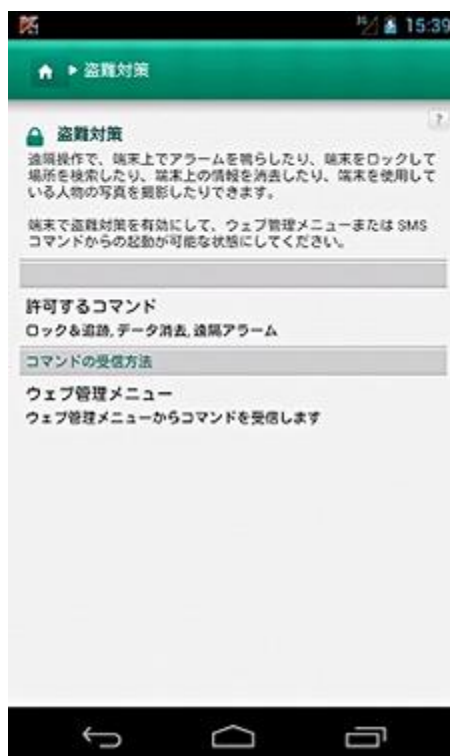 15:39
盗難対策
?
盗難対策
遠隔操作で、端末上でアラームを鳴らしたり、端末をロックして
場所を検索したり、端末上の情報を消去したり、端末を使用して
いる人物の写真を撮影したりできます。
端末で盗難対策を有効にして、ウェブ管理メニューまたは SMS
コマンドからの起動が可能な状態にしてください。
許可するコマンド
ロック＆追跡, データ消去, 遠隔アラーム
コマンドの受信方法
ウェブ管理メニュー
ウェブ管理メニューからコマンドを受信します